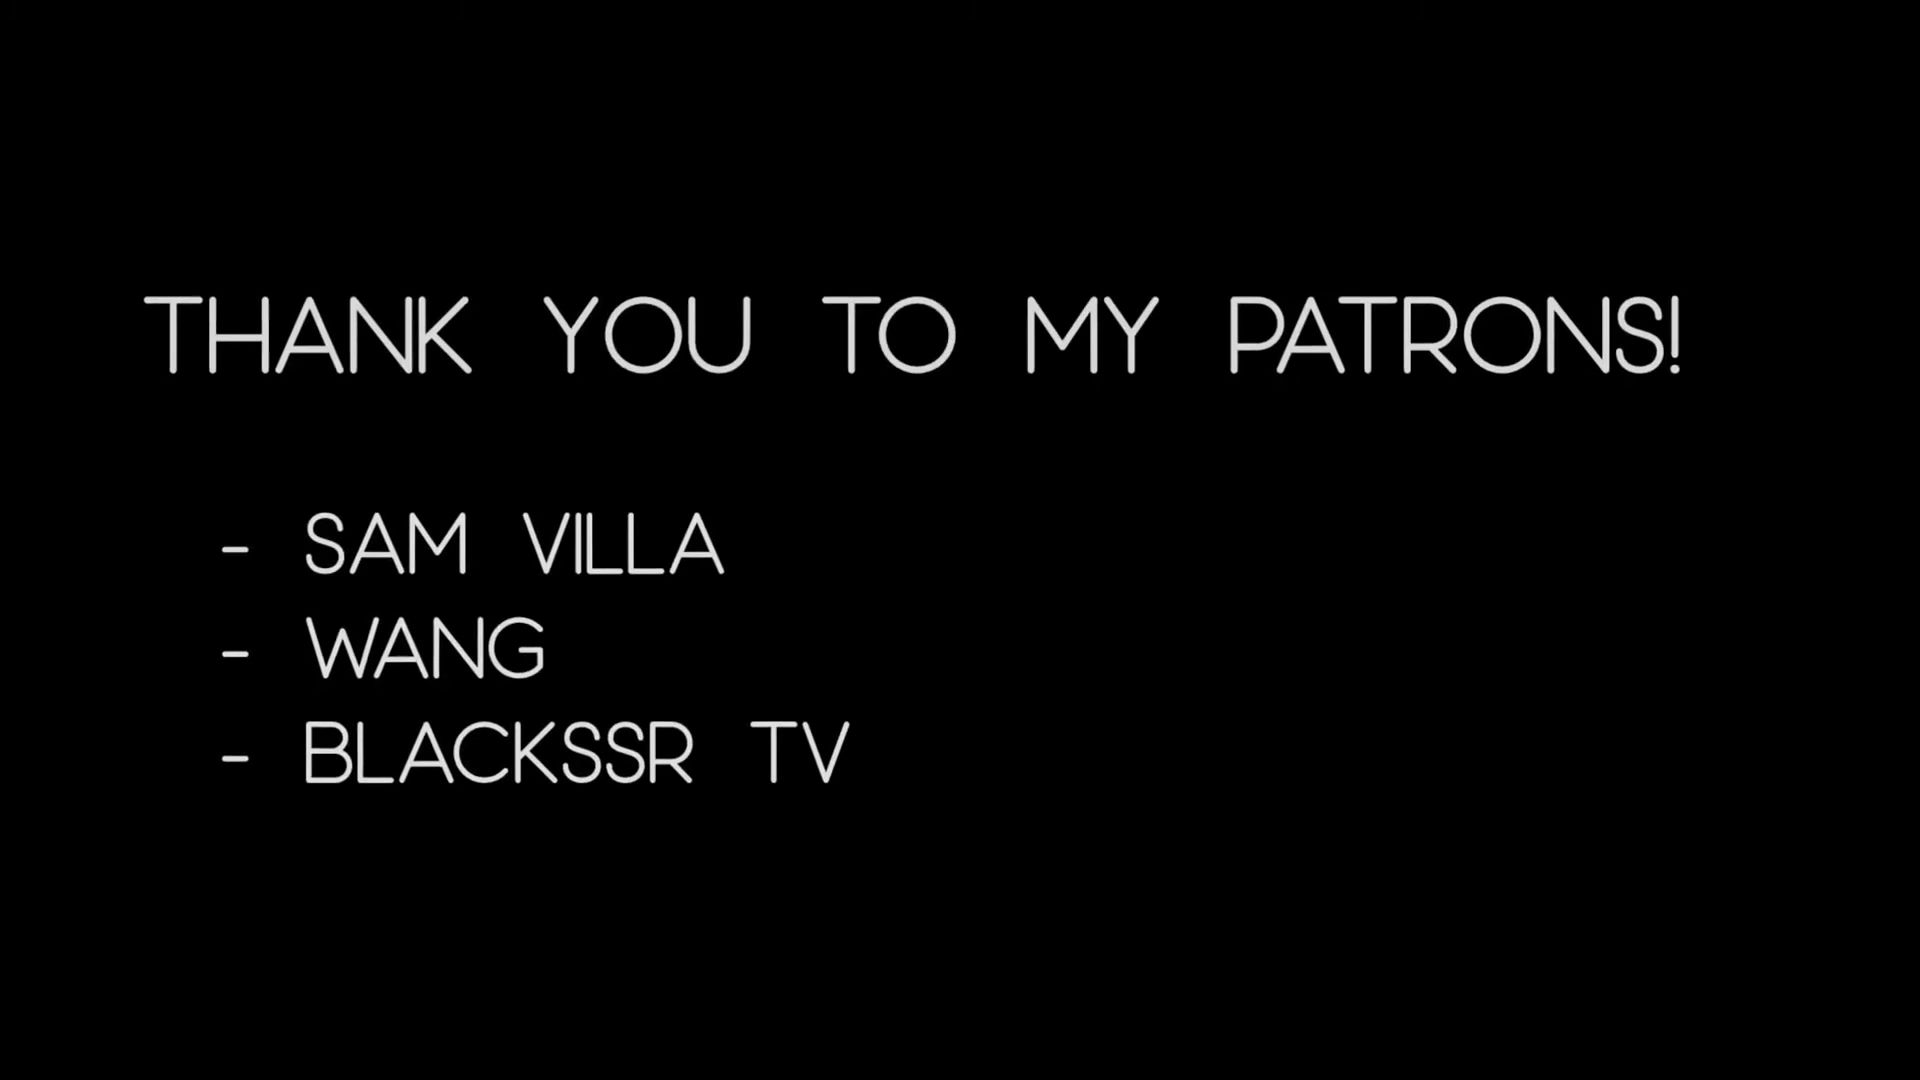 THANK YOU TO MY PATRONS!
- SAM VILLA
- WANG
- BLACKSSR TV